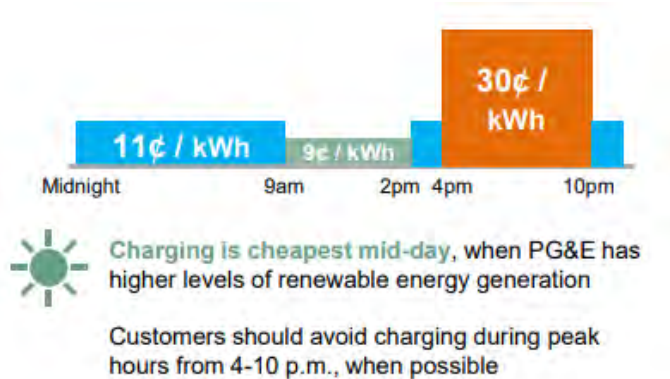 30¢ /
kWh
11¢ / kWh
9¢ / kWh
Midnight 9am 2pm 4pm 10pm
Charging is cheapest mid-day, when PG&E has
higher levels of renewable energy generation
Customers should avoid charging during peak
hours from 4-10 p.m., when possible